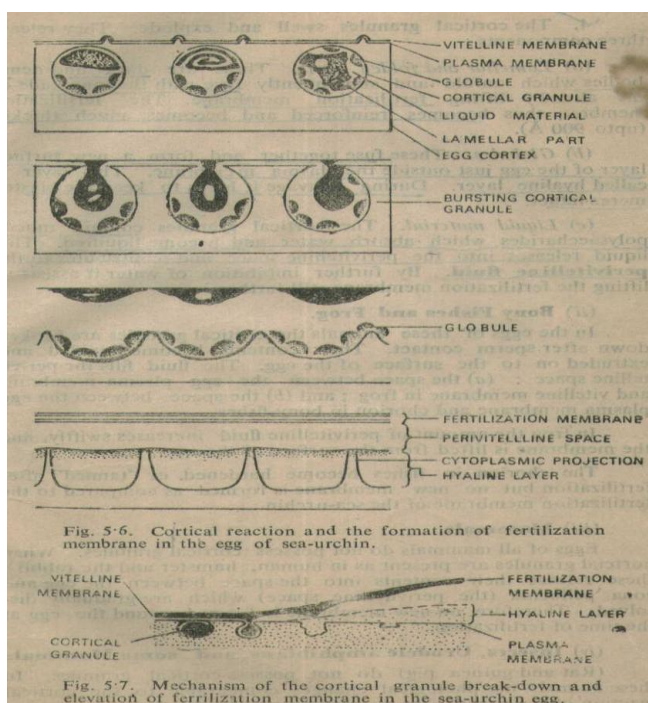 VITELLINE MEMBRANE
PLASMA MEMBRANE
GLOBULE
CORTICAL GRANULE
LIQUID MATERIAL
LAMELLAR PART
EGG CORTEX
BURSTING CORTICAL
GRANULE
GLOBULE
FERTILIZATION MEMBRANE
PERIVITELLLINE SPACE
CYTOPLASMIC PROJECTION
HYALINE LAYER
Fig. 5·6. Cortical reaction and the formation of fertilization
membrane in the egg of sea-urchin.
VITELLINE
MEMBRANE
CORTICAL
GRANULE
FERTILIZATION
MEMBRANE
HYALINE LAYER
PLASMA
MEMBRANE
Fig. 5·7. Mechanism of the cortical granule break-down and
elevation of ferrilization membrane in the sea-urchin egg.